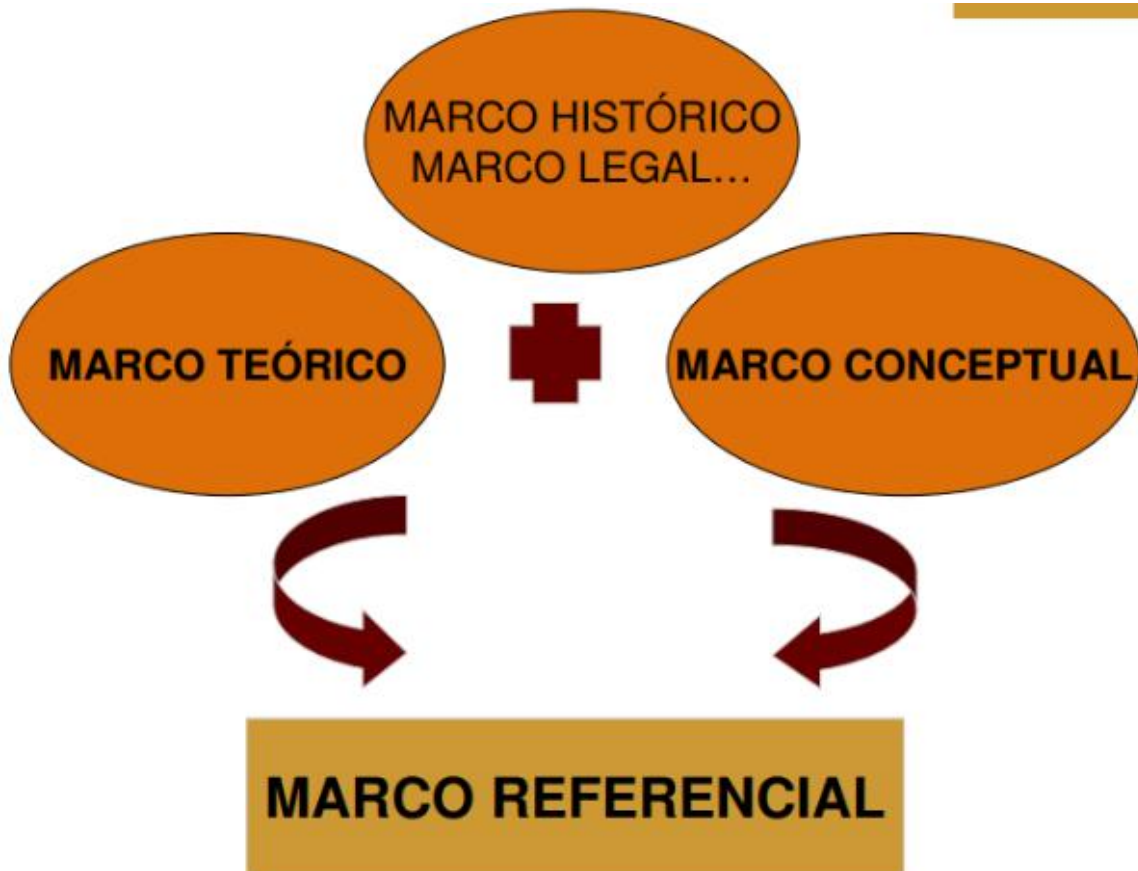 MARCO HISTÓRICO
MARCO LEGAL...
MARCO TEÓRICO
MARCO CONCEPTUAL
MARCO REFERENCIAL